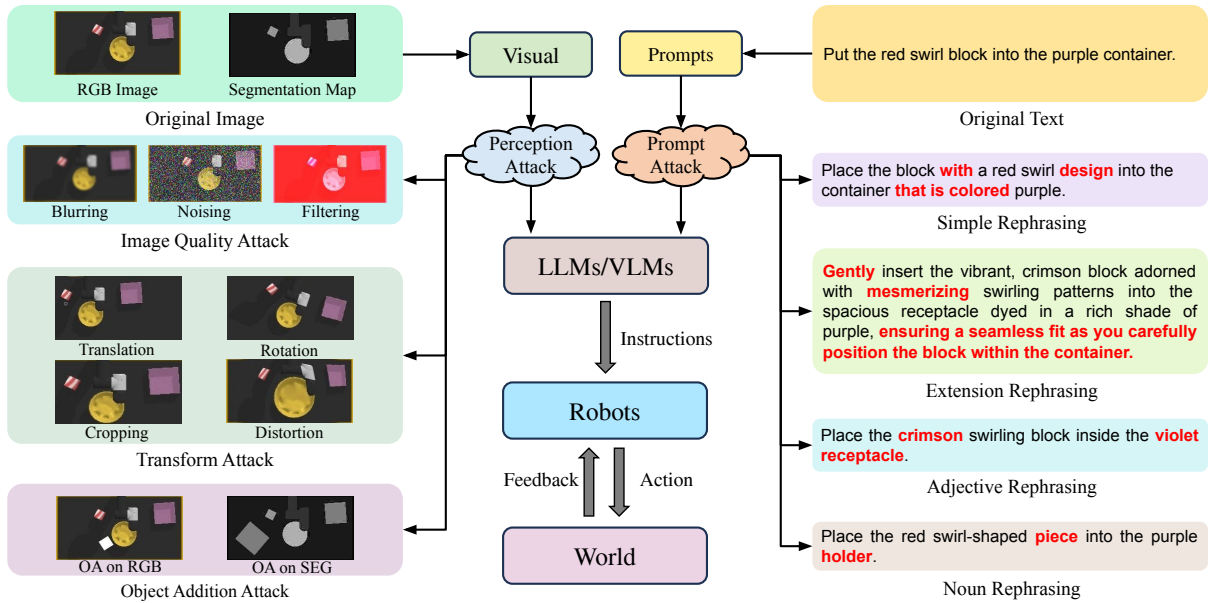 RGB Image
Segmentation Map
Original Image
Blurring
Noising
Filtering
Image Quality Attack
Translation
Rotation
Cropping
Distortion
Transform Attack
OA on RGB
OA on SEG
Object Addition Attack
Visual
Prompts
Perception
Attack
Prompt
Attack
LLMs/VLMs
Instructions
Robots
Feedback
Action
World
Put the red swirl block into the purple container.
Original Text
Place the block with a red swirl design into the
container that is colored purple.
Simple Rephrasing
Gently insert the vibrant, crimson block adorned
with mesmerizing swirling patterns into the
spacious receptacle dyed in a rich shade of
purple, ensuring a seamless fit as you carefully
position the block within the container.
Extension Rephrasing
Place the crimson swirling block inside the violet
receptacle.
Adjective Rephrasing
Place the red swirl-shaped piece into the purple
holder.
Noun Rephrasing